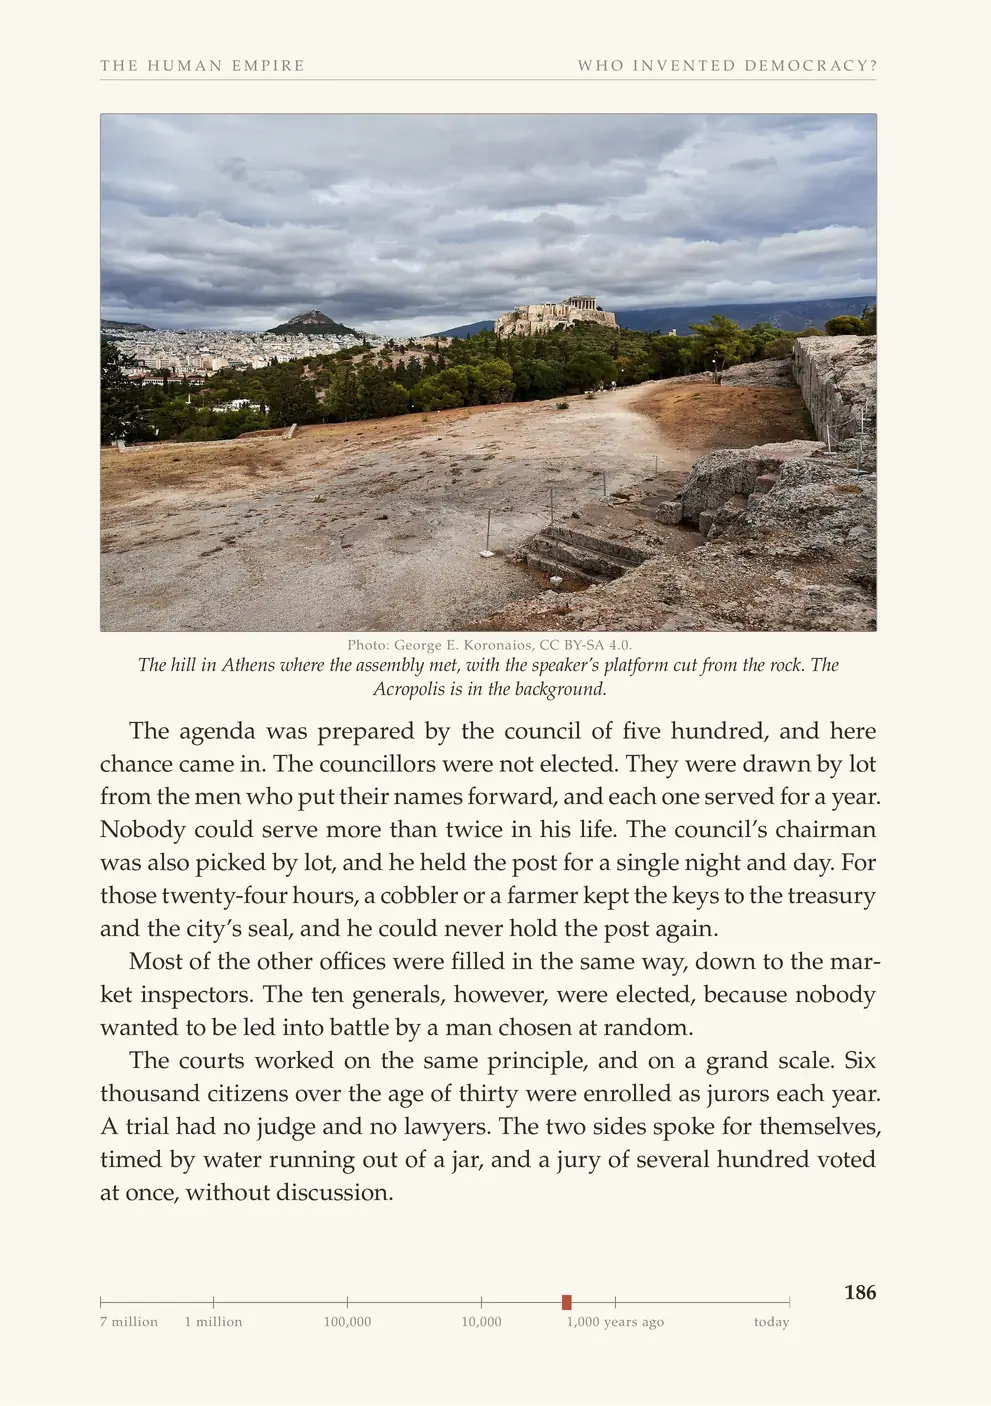 THE HUMAN EMPIRE
WHO INVENTED DEMOCRACY?
Photo: George E. Koronaios, CC BY-SA 4.0.
The hill in Athens where the assembly met, with the speaker's platform cut from the rock. The
Acropolis is in the background.
The agenda was prepared by the council of five hundred, and here
chance came in. The councillors were not elected. They were drawn by lot
from the men who put their names forward, and each one served for a year.
Nobody could serve more than twice in his life. The council's chairman
was also picked by lot, and he held the post for a single night and day. For
those twenty-four hours, a cobbler or a farmer kept the keys to the treasury
and the city's seal, and he could never hold the post again.
Most of the other offices were filled in the same way, down to the mar-
ket inspectors. The ten generals, however, were elected, because nobody
wanted to be led into battle by a man chosen at random.
The courts worked on the same principle, and on a grand scale. Six
thousand citizens over the age of thirty were enrolled as jurors each year.
A trial had no judge and no lawyers. The two sides spoke for themselves,
timed by water running out of a jar, and a jury of several hundred voted
at once, without discussion.
186
7 million 1 million 100,000 10,000 1,000 years ago today